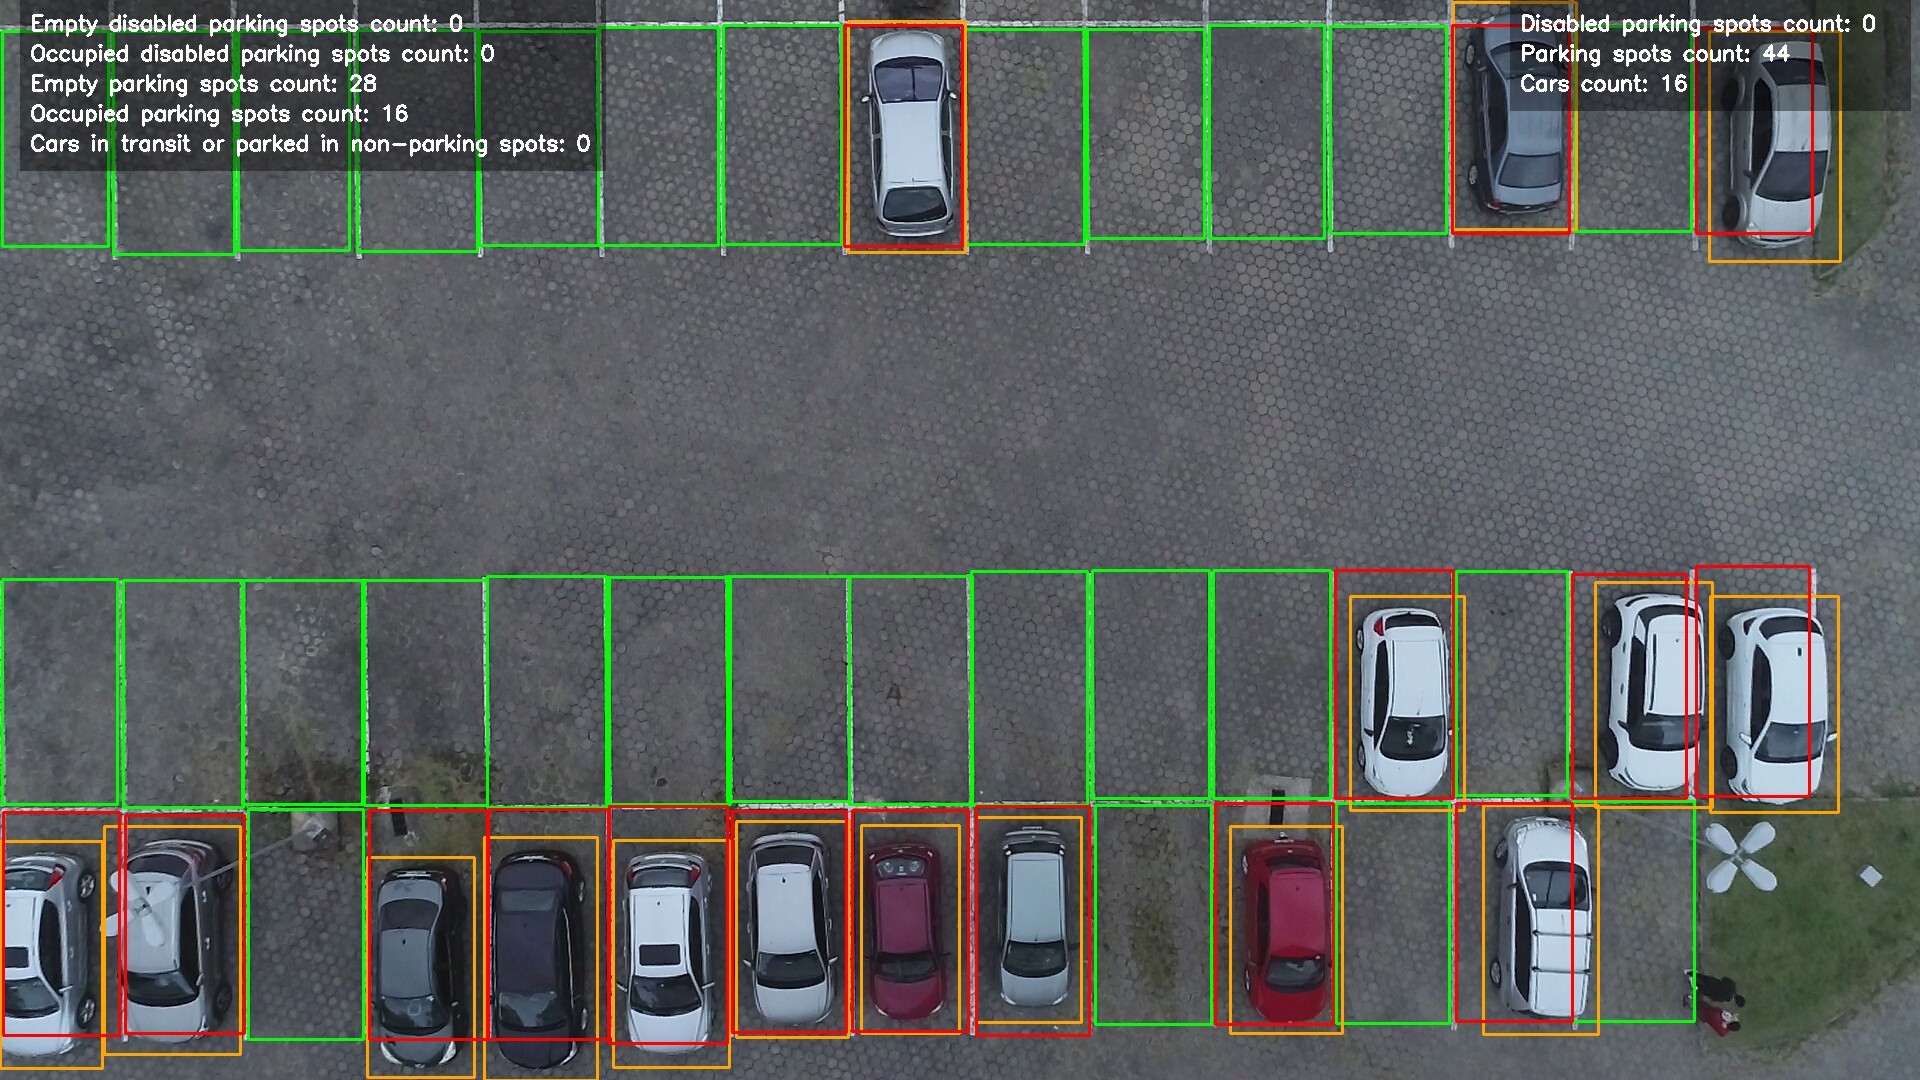 Empty disabled parking spots count: 0
Occupied disabled parking spots count: 0
Empty parking spots count: 28
Occupied parking spots count: 16
Cars in transit or parked in non-parking spots: 0
Disabled parking spots count: 0
Parking spots count: 44
Cars count: 16